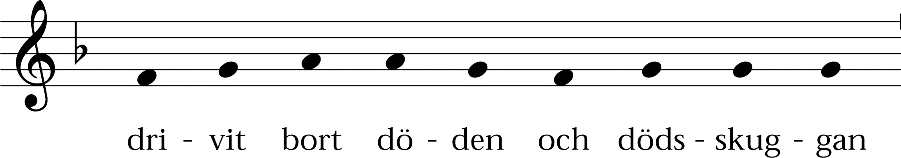 dri - vit bort dö - den och döds - skug - gan